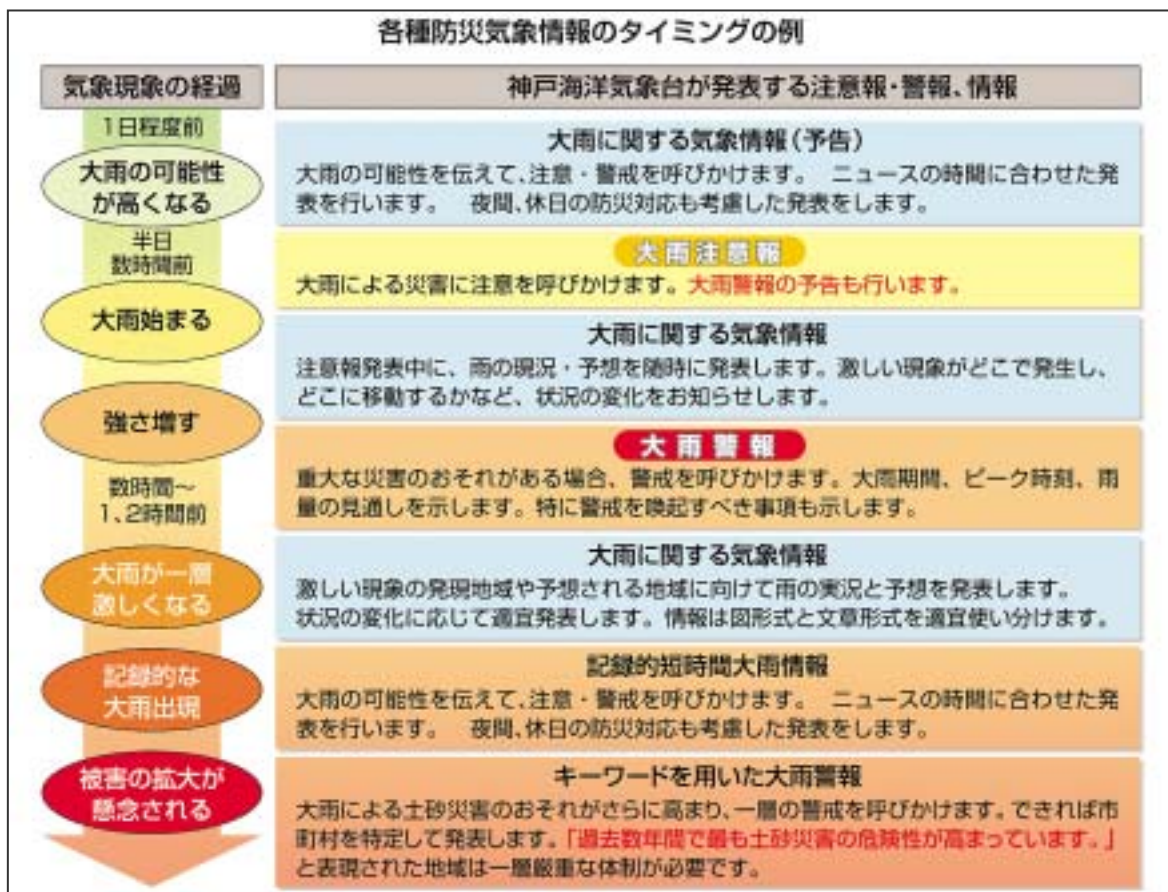 各種防災気象情報のタイミングの例
気象現象の経過
神戸海洋気象台が発表する注意報・警報、情報
1日程度前
大雨の可能性
が高くなる
大雨に関する気象情報（予告）
大雨の可能性を伝えて、注意・警戒を呼びかけます。　ニュースの時間に合わせた発
表を行います。　夜間、休日の防災対応も考慮した発表をします。
半日
数時間前
大雨注意報
大雨による災害に注意を呼びかけます。大雨警報の予告も行います。
大雨始まる
大雨に関する気象情報
注意報発表中に、雨の現況・予想を随時に発表します。激しい現象がどこで発生し、
どこに移動するかなど、状況の変化をお知らせします。
強さ増す
大雨警報
重大な災害のおそれがある場合、警戒を呼びかけます。大雨期間、ピーク時刻、雨
量の見通しを示します。特に警戒を喚起すべき事項も示します。
数時間〜
1、2時間前
大雨が一層
激しくなる
大雨に関する気象情報
激しい現象の発現地域や予想される地域に向けて雨の実況と予想を発表します。
状況の変化に応じて適宜発表します。情報は図形式と文章形式を適宜使い分けます。
記録的な
大雨出現
記録的短時間大雨情報
大雨の可能性を伝えて、注意・警戒を呼びかけます。　ニュースの時間に合わせた発
表を行います。　夜間、休日の防災対応も考慮した発表をします。
被害の拡大が
懸念される
キーワードを用いた大雨警報
大雨による土砂災害のおそれがさらに高まり、一層の警戒を呼びかけます。できれば市
町村を特定して発表します。「過去数年間で最も土砂災害の危険性が高まっています。」
と表現された地域は一層厳重な体制が必要です。